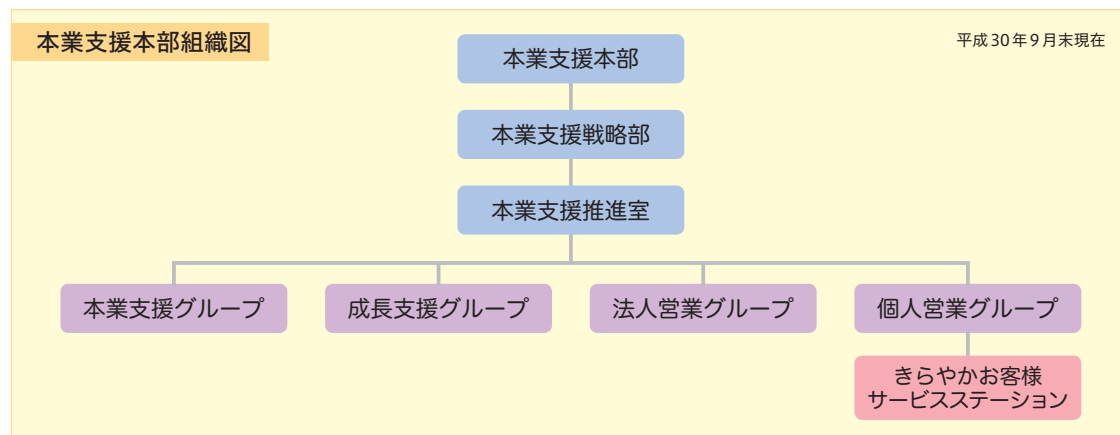 本業支援本部組織図
平成30年9月末現在
本業支援本部
本業支援戦略部
本業支援推進室
本業支援グループ
成長支援グループ
法人営業グループ
個人営業グループ
きらやかお客様
サービスステーション